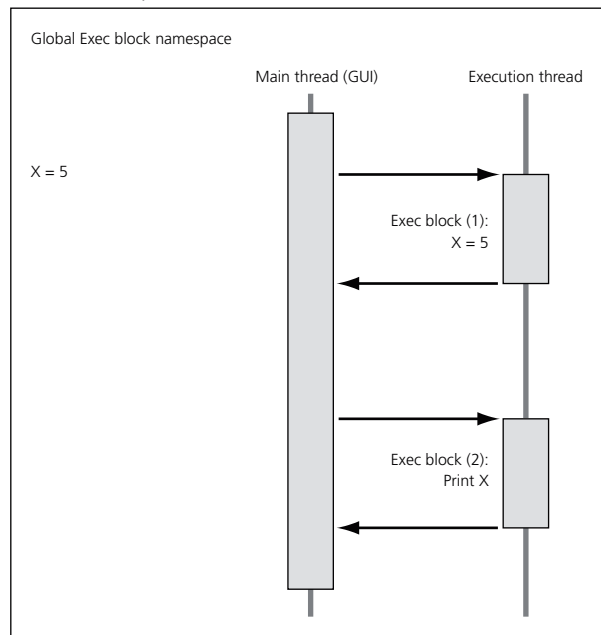 Global Exec block namespace
Main thread (GUI)
Execution thread
X = 5
Exec block (1):
X = 5
Exec block (2):
Print X